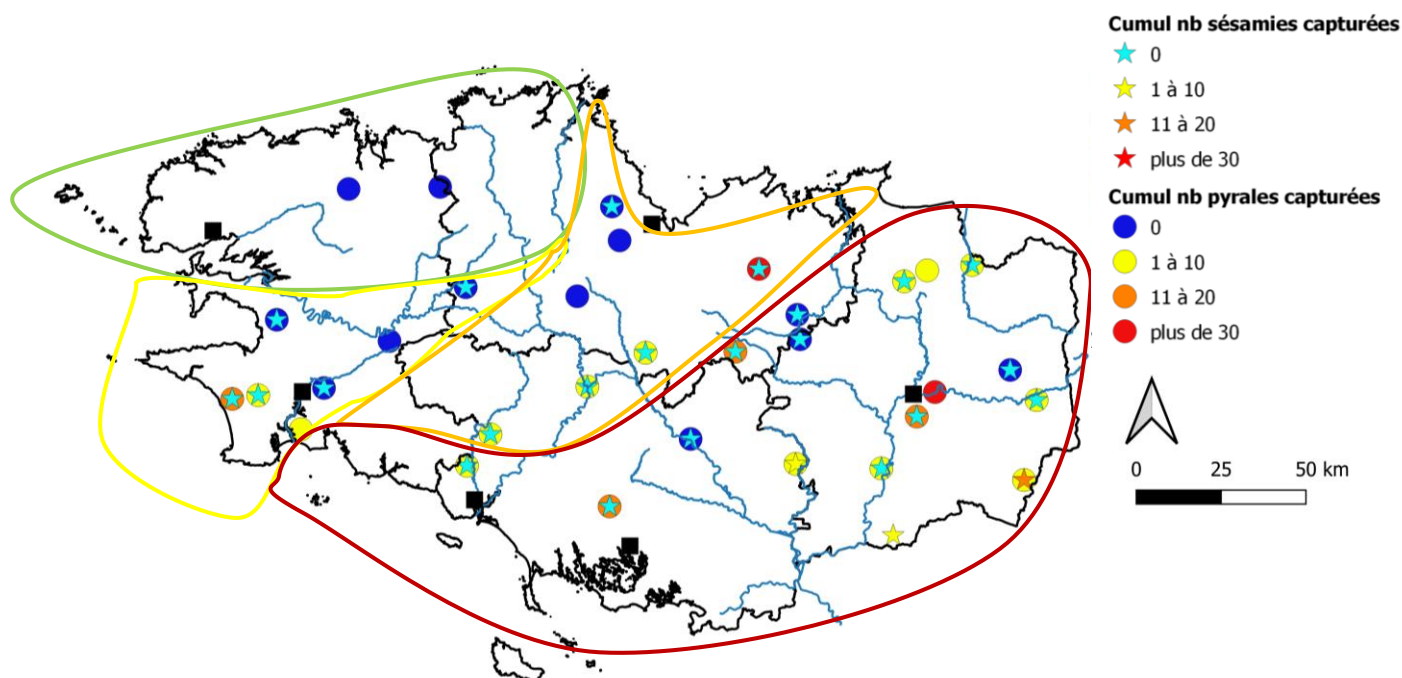 Cumul nb sésamies capturées
0
1 à 10
11 à 20
plus de 30
Cumul nb pyrales capturées
0
1 à 10
11 à 20
plus de 30
0 25 50 km